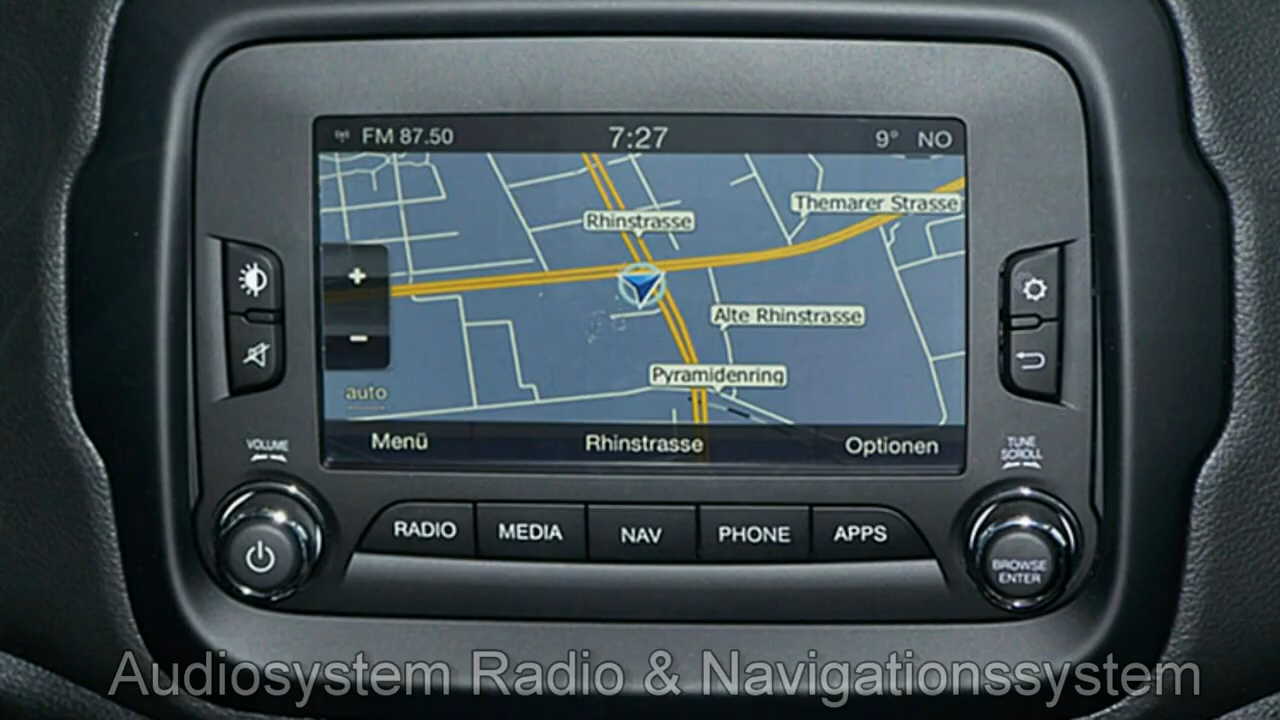 FM 87.50 7:27 9° NO
Themarer Strasse
Rhinstrasse
+
Alte Rhinstrasse
−
Pyramidenring
auto
Menü Rhinstrasse Optionen
VOLUME
TUNE
SCROLL
RADIO MEDIA NAV PHONE APPS
BROWSE
ENTER
Audiosystem Radio & Navigationssystem